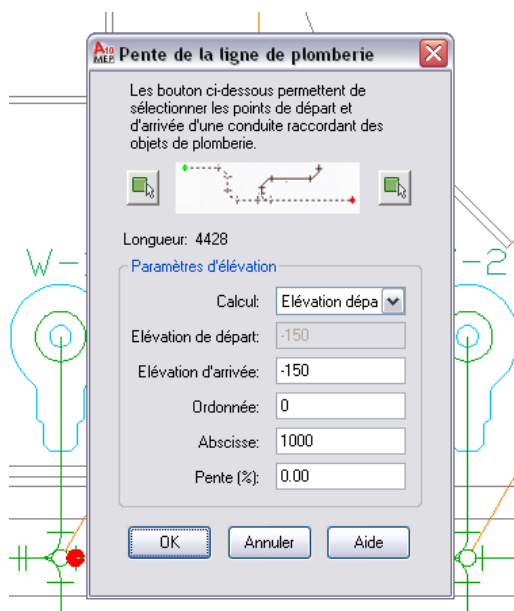 A10 MEP Pente de la ligne de plomberie
Les bouton ci-dessous permettent de
sélectionner les points de départ et
d'arrivée d'une conduite raccordant des
objets de plomberie.
Longueur: 4428
W-
-2
Paramètres d'élévation
Calcul: Elévation dépa
Elévation de départ: -150
Elévation d'arrivée: -150
Ordonnée: 0
Abscisse: 1000
Pente (%): 0.00
OK Annuler Aide